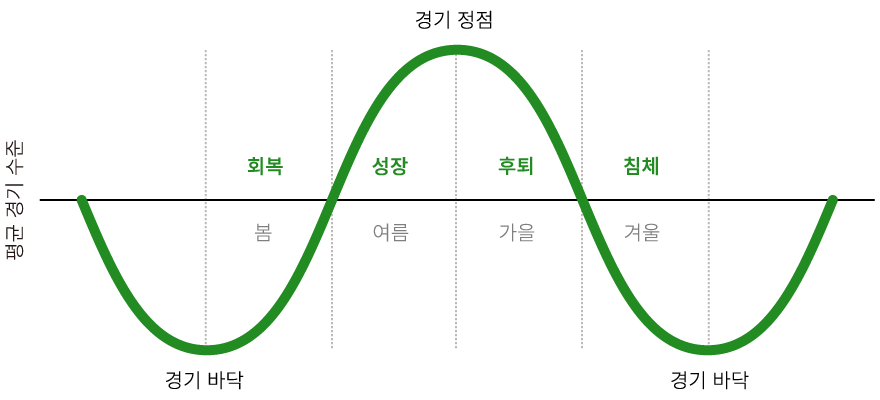 경기 정점
평균 경기 수준
회복
성장
후퇴
침체
봄
여름
가을
겨울
경기 바닥
경기 바닥